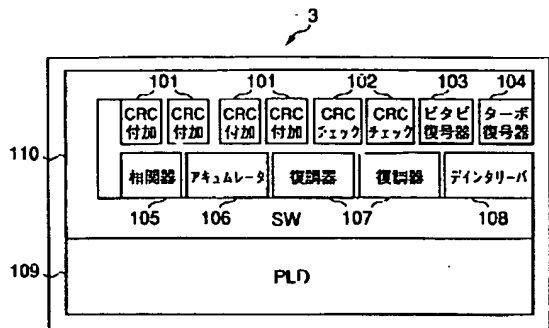 3
101 101 102 103 104
CRC付加 CRC付加 CRC付加 CRC付加 CRCチェック CRCチェック ビタビ復号器 ターボ復号器
110
相関器 アキュムレータ 復調器 復調器 デインタリーバ
105 106 SW 107 108
109
PLD